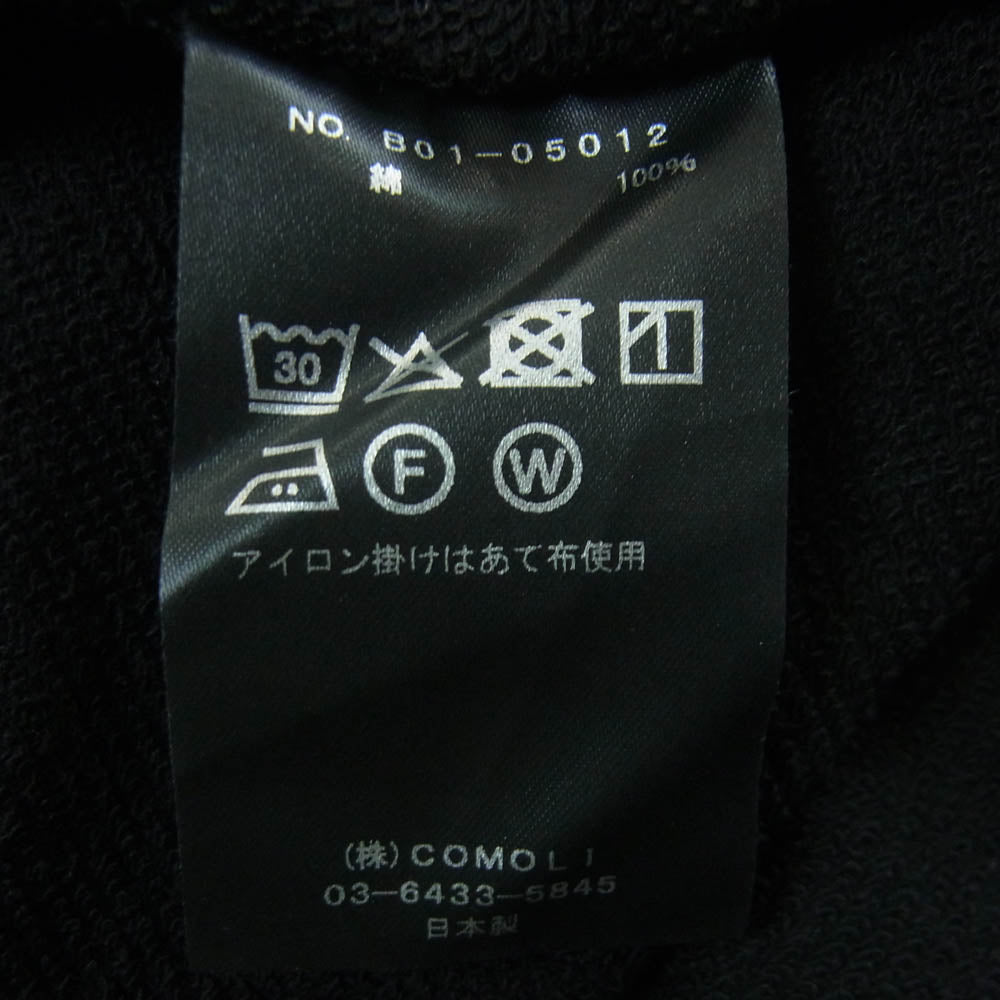 NO. B01-05012
綿 100%
30
F W
アイロン掛けはあて布使用
(株)COMOLI
03-6433-5845
日本製